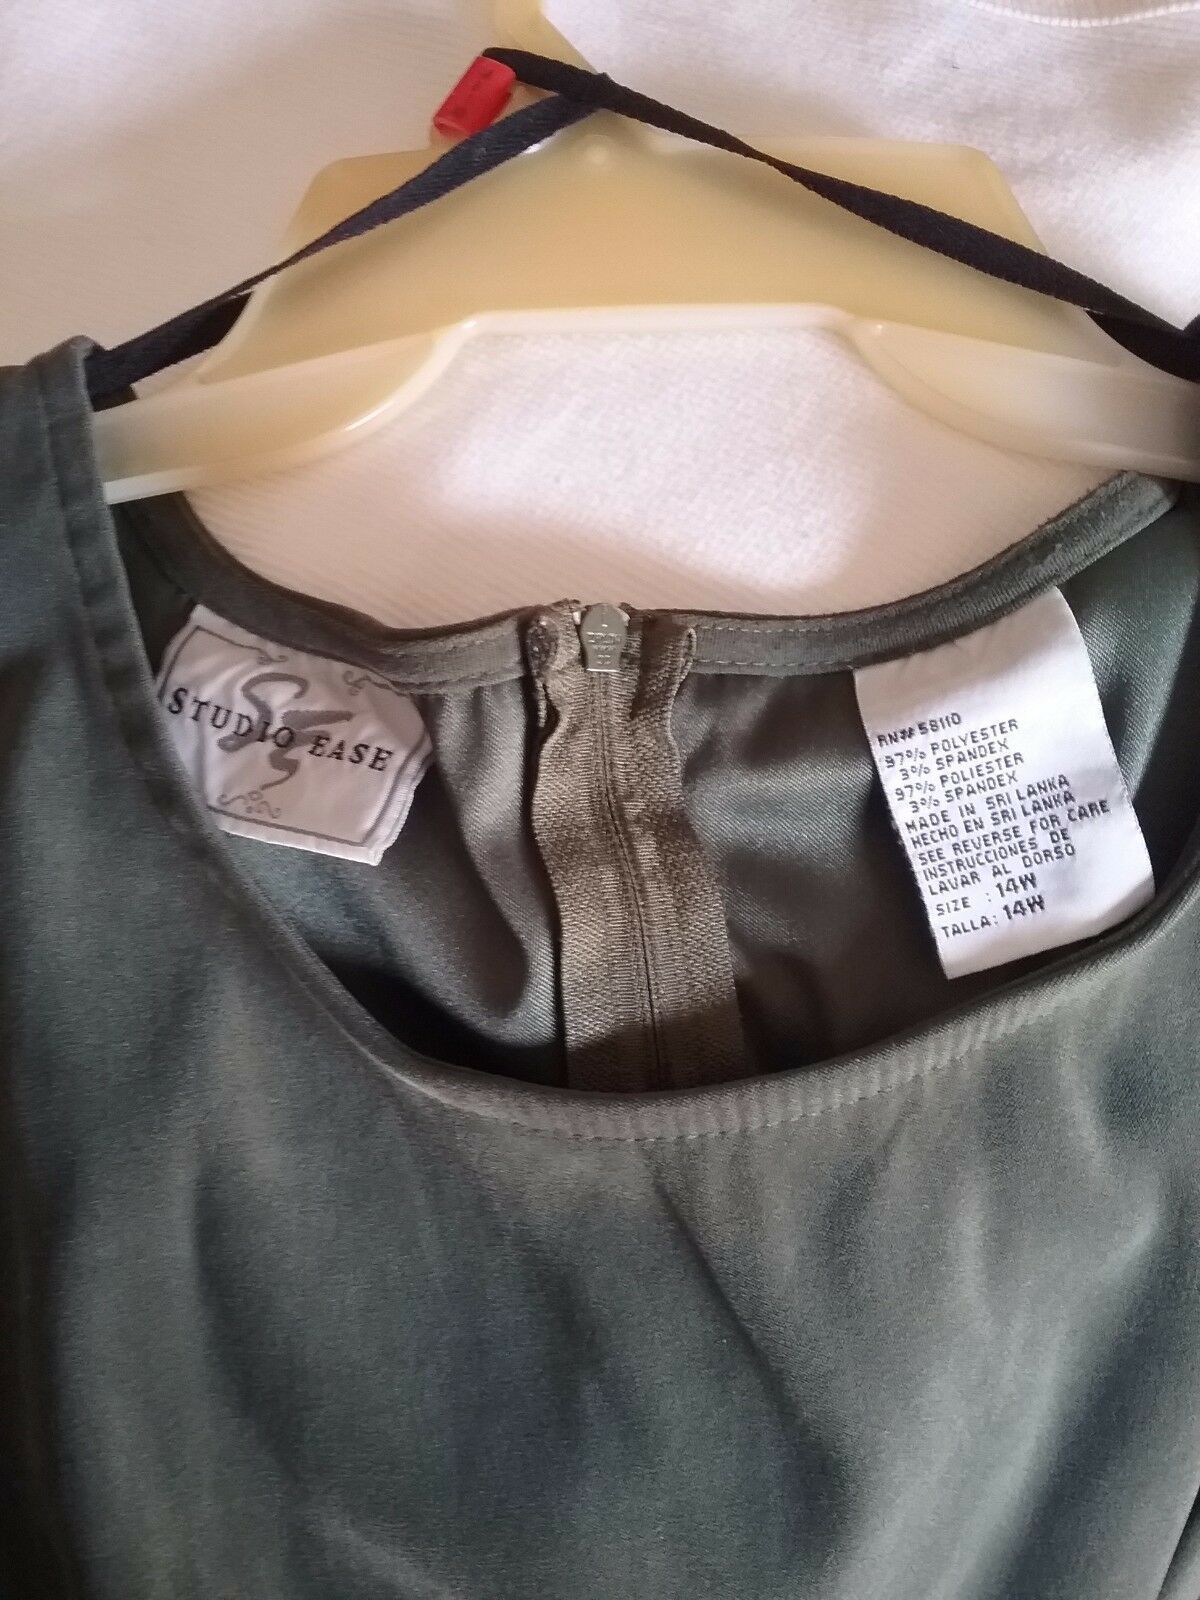 STUDIO EASE
RN# 58110
97% POLYESTER
3% SPANDEX
97% POLIESTER
3% SPANDEX
MADE IN SRI LANKA
HECHO EN SRI LANKA
SEE REVERSE FOR CARE
INSTRUCCIONES DE
LAVAR AL DORSO
SIZE : 14W
TALLA: 14W